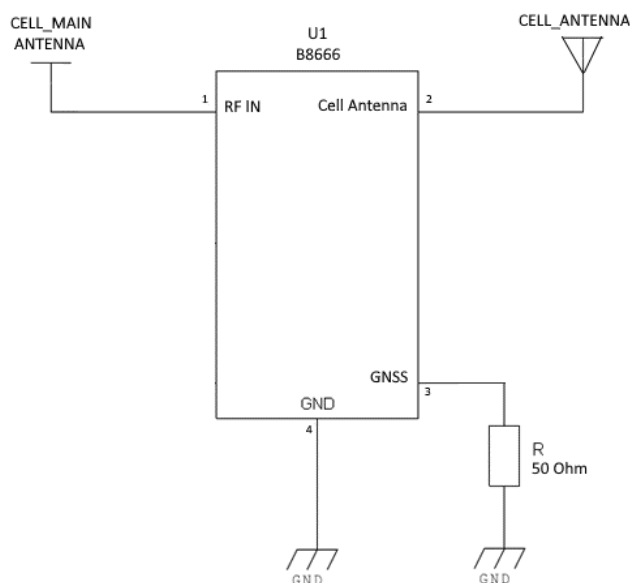 CELL_MAIN
ANTENNA
U1
B8666
CELL_ANTENNA
1
RF IN
Cell Antenna
2
GNSS
3
GND
4
R
50 Ohm
GND
GND